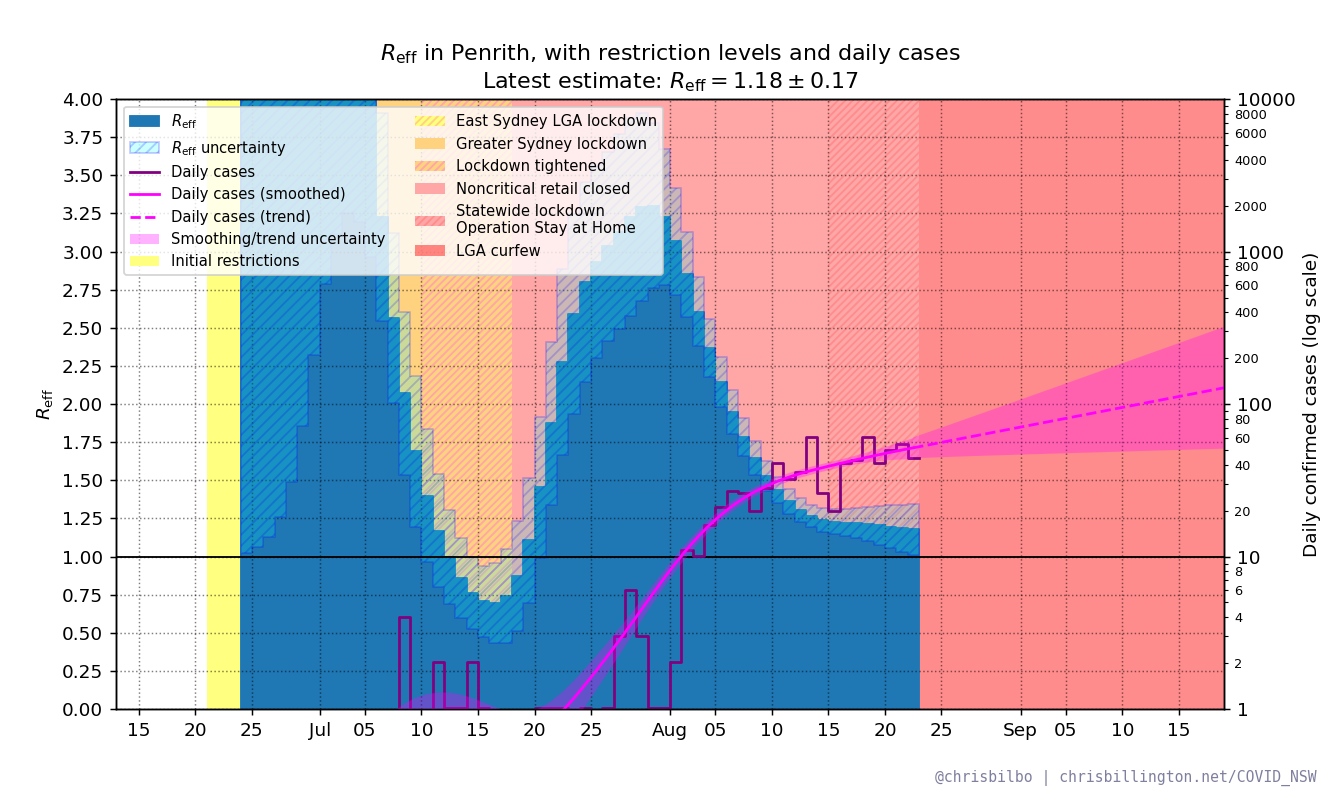 R_eff in Penrith, with restriction levels and daily cases
Latest estimate: R_eff = 1.18 ± 0.17
R_eff
R_eff uncertainty
Daily cases
Daily cases (smoothed)
Daily cases (trend)
Smoothing/trend uncertainty
Initial restrictions
East Sydney LGA lockdown
Greater Sydney lockdown
Lockdown tightened
Noncritical retail closed
Statewide lockdown
Operation Stay at Home
LGA curfew
R_eff
4.00
3.75
3.50
3.25
3.00
2.75
2.50
2.25
2.00
1.75
1.50
1.25
1.00
0.75
0.50
0.25
0.00
10000
8000
6000
4000
2000
1000
800
600
400
200
100
80
60
40
20
10
8
6
4
2
1
Daily confirmed cases (log scale)
15 20 25 Jul 05 10 15 20 25 Aug 05 10 15 20 25 Sep 05 10 15
@chrisbilbo | chrisbillington.net/COVID_NSW